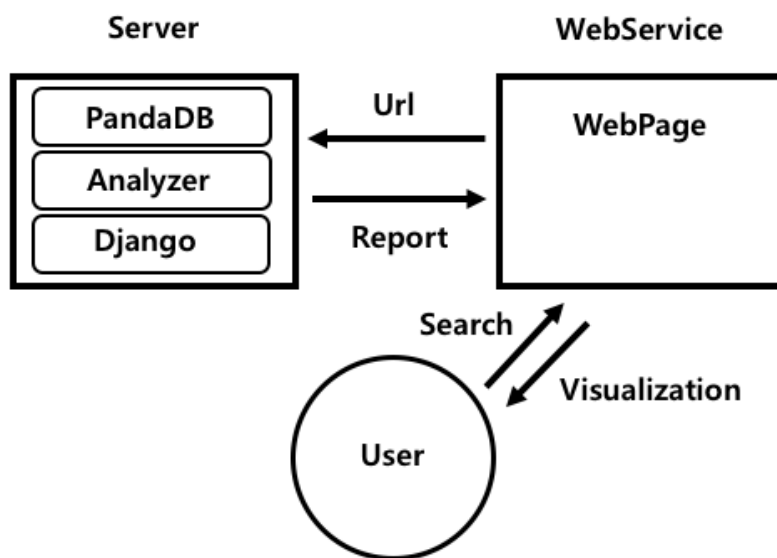 Server
WebService
PandaDB
Analyzer
Django
Url
Report
WebPage
Search
Visualization
User